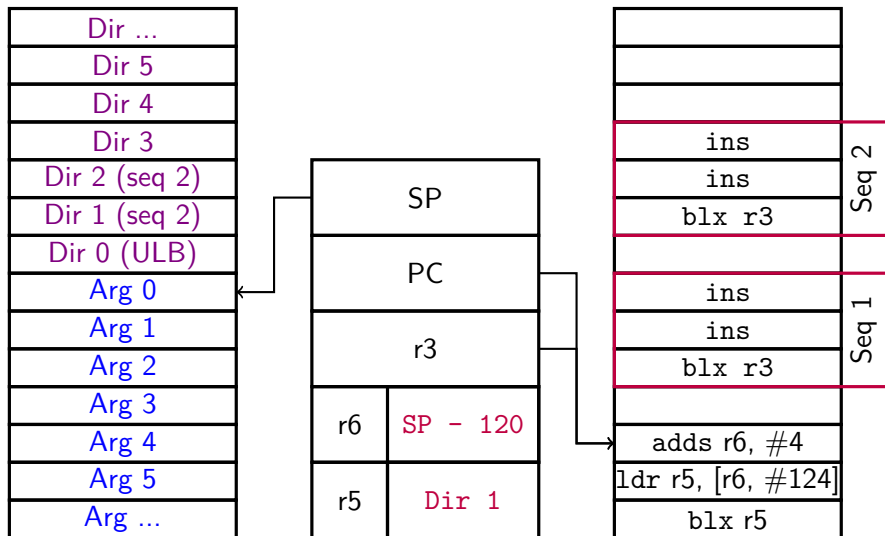 Dir ...
Dir 5
Dir 4
Dir 3
Dir 2 (seq 2)
Dir 1 (seq 2)
Dir 0 (ULB)
Arg 0
Arg 1
Arg 2
Arg 3
Arg 4
Arg 5
Arg ...
SP
PC
r3
r6 SP - 120
r5 Dir 1
ins
ins
blx r3
Seq 2
ins
ins
blx r3
Seq 1
adds r6, #4
ldr r5, [r6, #124]
blx r5